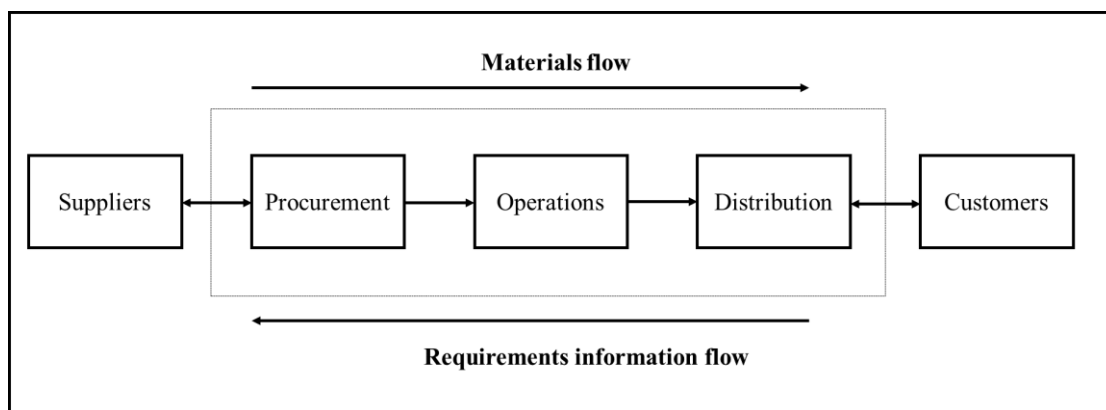 Materials flow
Suppliers
Procurement
Operations
Distribution
Customers
Requirements information flow